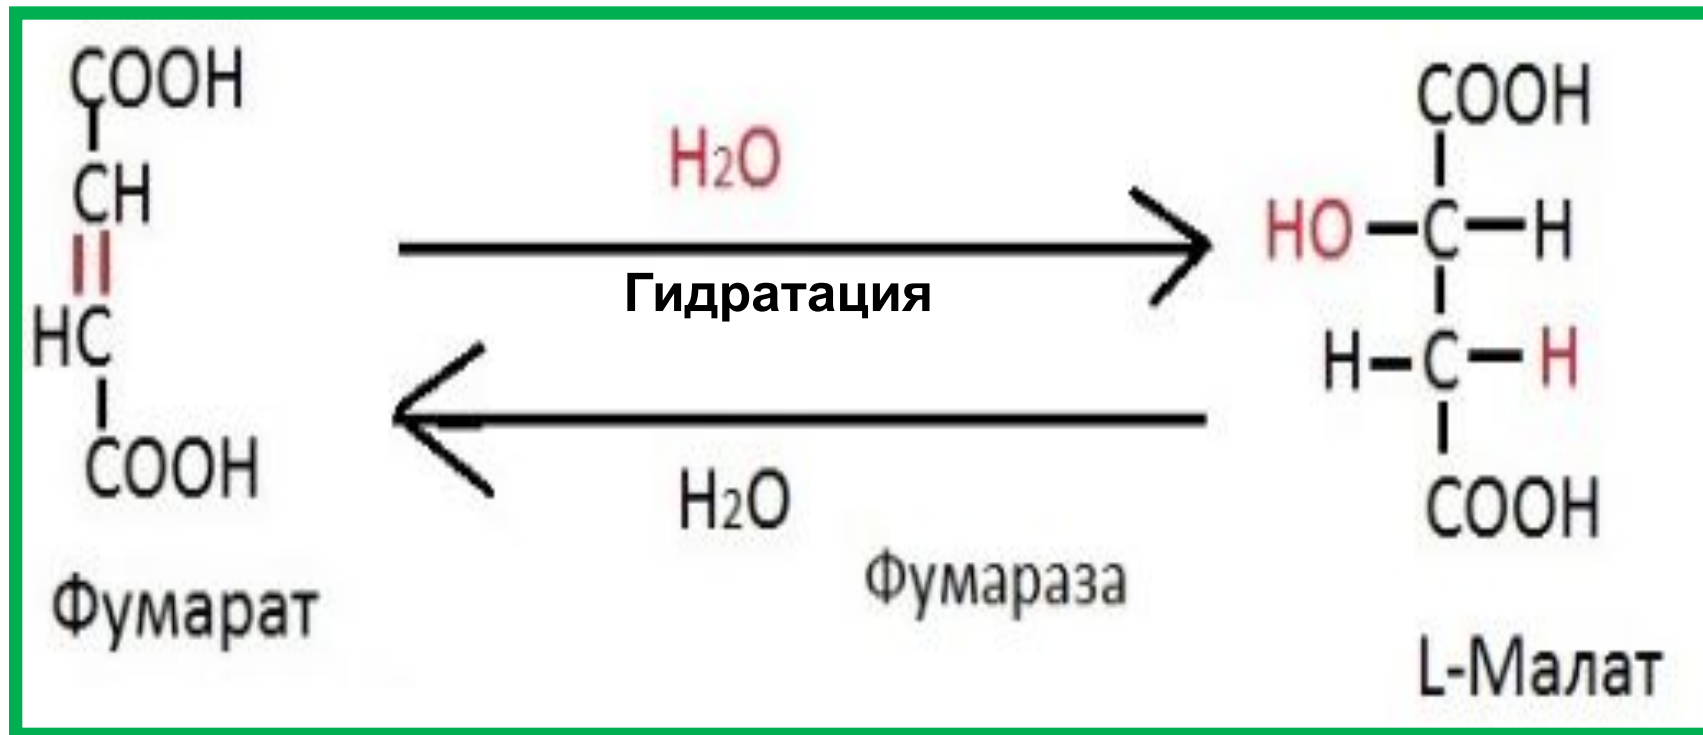 COOH
CH
HC
COOH
Фумарат
H2O
Гидратация
H2O
Фумараза
COOH
HO C H
H C H
COOH
L-Малат